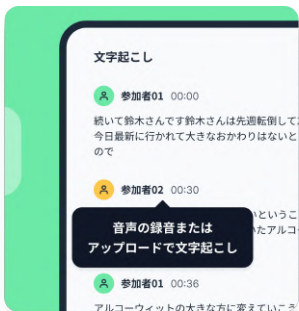 文字起こし
参加者01 00:00
続いて鈴木さんです鈴木さんは先週転倒して
今日最新に行かれて大きなおかわりはないと
ので
参加者02 00:30
いというこ
音声の録音または
いたアルコ
アップロードで文字起こし
参加者01 00:36
アルコーウィットの大きな方に変えていこう